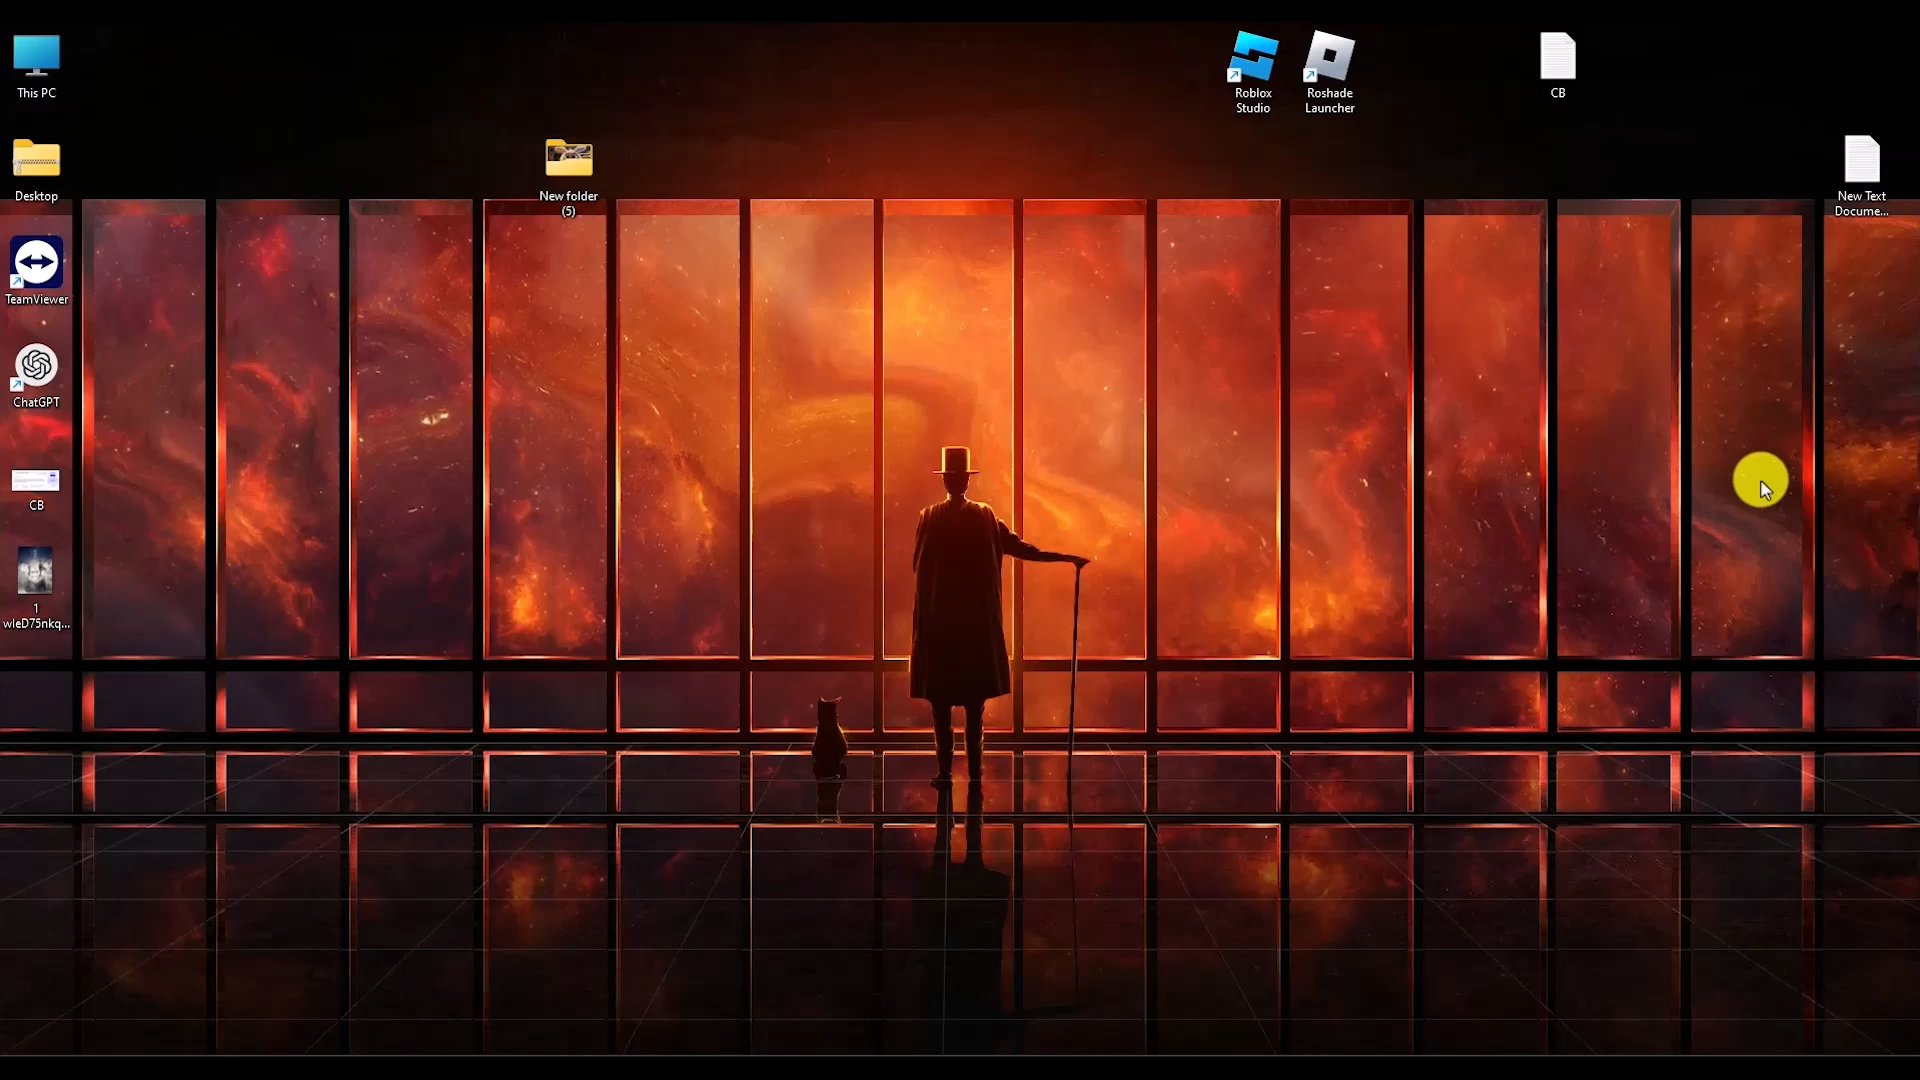 This PC
Roblox
Studio
Roshade
Launcher
CB
Desktop
New folder
(5)
New Text
Docume...
TeamViewer
ChatGPT
CB
1
wleD75nkq...